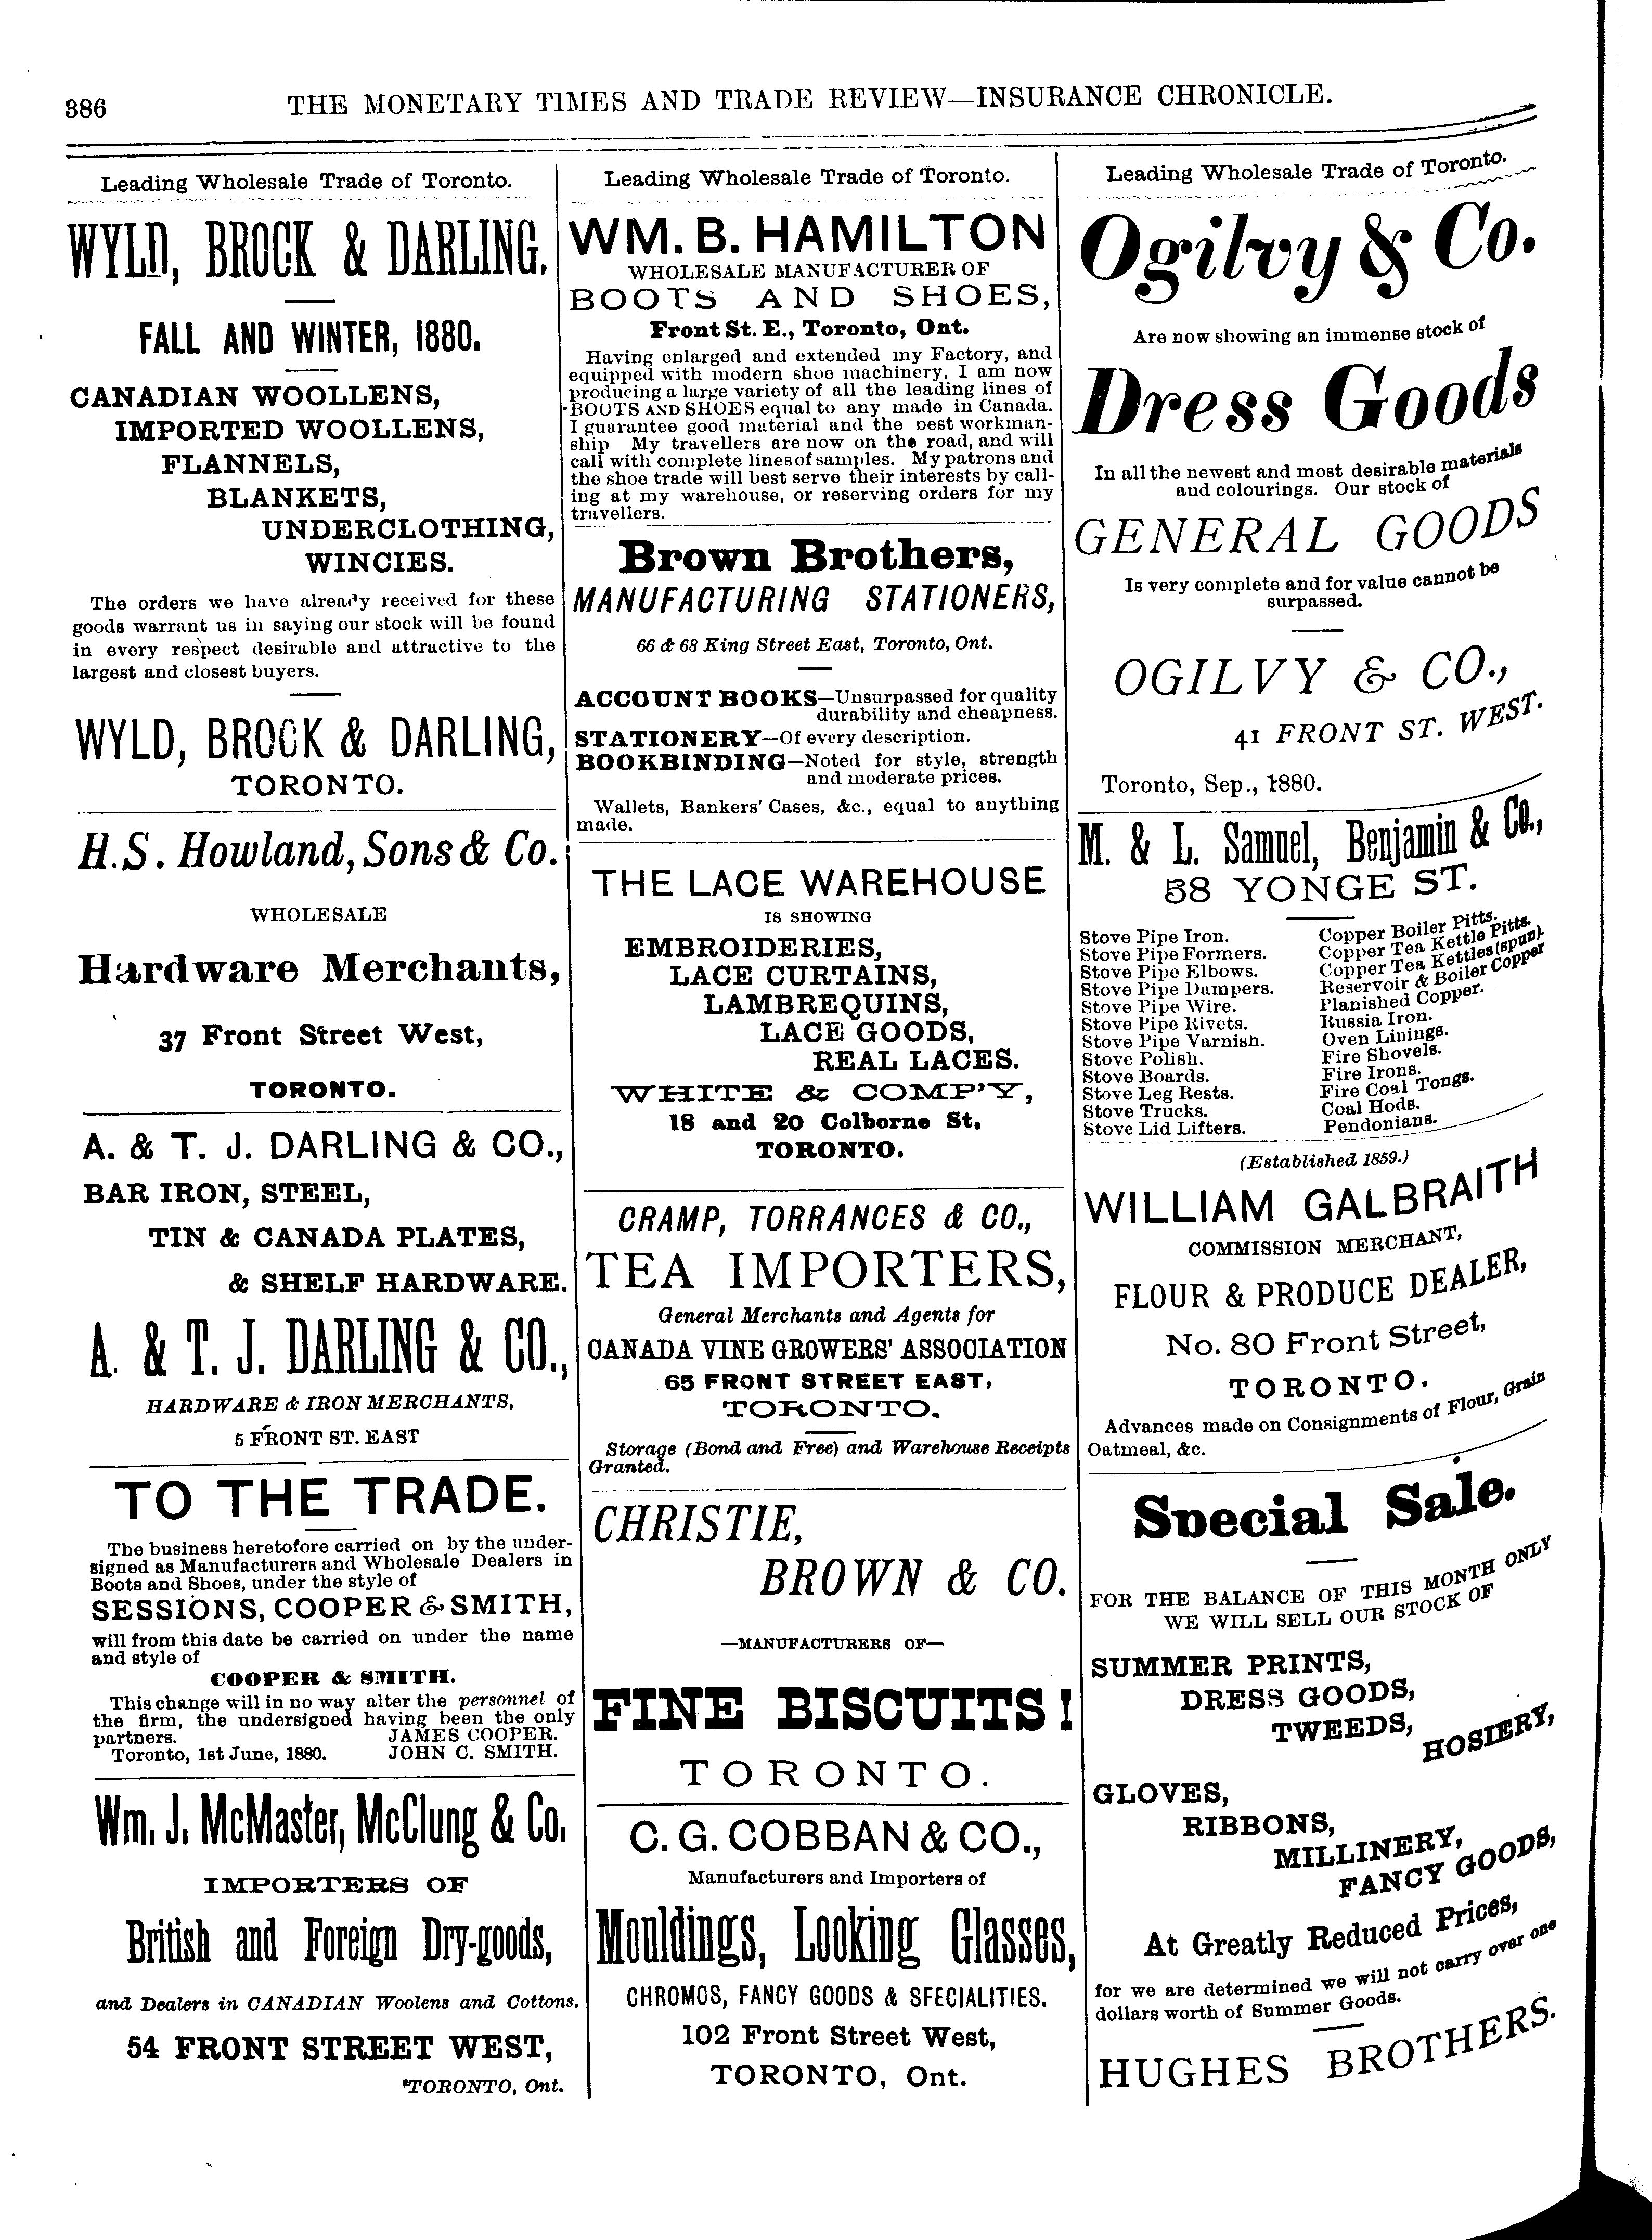 386
THE MONETARY TIMES AND TRADE REVIEW—INSURANCE CHRONICLE.
Leading Wholesale Trade of Toronto.
WYLD, BROCK & DARLING.
FALL AND WINTER, 1880.
CANADIAN WOOLLENS,
IMPORTED WOOLLENS,
FLANNELS,
BLANKETS,
UNDERCLOTHING,
WINCIES.
The orders we have already received for these
goods warrant us in saying our stock will be found
in every respect desirable and attractive to the
largest and closest buyers.
WYLD, BROCK & DARLING,
TORONTO.
H.S. Howland, Sons & Co.
WHOLESALE
Hardware Merchants,
37 Front Street West,
TORONTO.
A. & T. J. DARLING & CO.,
BAR IRON, STEEL,
TIN & CANADA PLATES,
& SHELF HARDWARE.
A. & T. J. DARLING & CO.,
HARDWARE & IRON MERCHANTS,
5 FRONT ST. EAST
TO THE TRADE.
The business heretofore carried on by the under-
signed as Manufacturers and Wholesale Dealers in
Boots and Shoes, under the style of
SESSIONS, COOPER & SMITH,
will from this date be carried on under the name
and style of
COOPER & SMITH.
This change will in no way alter the personnel of
the firm, the undersigned having been the only
partners. JAMES COOPER.
Toronto, 1st June, 1880. JOHN C. SMITH.
Wm. J. McMaster, McClung & Co.
IMPORTERS OF
British and Foreign Dry-goods,
and Dealers in CANADIAN Woolens and Cottons.
54 FRONT STREET WEST,
TORONTO, Ont.
Leading Wholesale Trade of Toronto.
WM. B. HAMILTON
WHOLESALE MANUFACTURER OF
BOOTS AND SHOES,
Front St. E., Toronto, Ont.
Having enlarged and extended my Factory, and
equipped with modern shoe machinery, I am now
producing a large variety of all the leading lines of
BOOTS AND SHOES equal to any made in Canada.
I guarantee good material and the best workman-
ship My travellers are now on the road, and will
call with complete lines of samples. My patrons and
the shoe trade will best serve their interests by call-
ing at my warehouse, or reserving orders for my
travellers.
Brown Brothers,
MANUFACTURING STATIONERS,
66 & 68 King Street East, Toronto, Ont.
ACCOUNT BOOKS—Unsurpassed for quality
durability and cheapness.
STATIONERY—Of every description.
BOOKBINDING—Noted for style, strength
and moderate prices.
Wallets, Bankers' Cases, &c., equal to anything
made.
THE LACE WAREHOUSE
IS SHOWING
EMBROIDERIES,
LACE CURTAINS,
LAMBREQUINS,
LACE GOODS,
REAL LACES.
WHITE & COMP'Y,
18 and 20 Colborne St,
TORONTO.
CRAMP, TORRANCES & CO.,
TEA IMPORTERS,
General Merchants and Agents for
CANADA VINE GROWERS' ASSOCIATION
65 FRONT STREET EAST,
TORONTO.
Storage (Bond and Free) and Warehouse Receipts
Granted.
CHRISTIE,
BROWN & CO.
—MANUFACTURERS OF—
FINE BISCUITS!
TORONTO.
C. G. COBBAN & CO.,
Manufacturers and Importers of
Mouldings, Looking Glasses,
CHROMOS, FANCY GOODS & SPECIALITIES.
102 Front Street West,
TORONTO, Ont.
Leading Wholesale Trade of Toronto.
Ogilvy & Co.
Are now showing an immense stock of
Dress Goods
In all the newest and most desirable materials
and colourings. Our stock of
GENERAL GOODS
Is very complete and for value cannot be
surpassed.
OGILVY & CO.,
41 FRONT ST. WEST.
Toronto, Sep., 1880.
M. & L. Samuel, Benjamin & Co.,
58 YONGE ST.
Stove Pipe Iron. Copper Boiler Pitts.
Stove Pipe Formers. Copper Tea Kettle Pitts.
Stove Pipe Elbows. Copper Tea Kettles (spun).
Stove Pipe Dampers. Reservoir & Boiler Copper
Stove Pipe Wire. Planished Copper.
Stove Pipe Rivets. Russia Iron.
Stove Pipe Varnish. Oven Linings.
Stove Polish. Fire Shovels.
Stove Boards. Fire Irons.
Stove Leg Rests. Fire Coal Tongs.
Stove Trucks. Coal Hods.
Stove Lid Lifters. Pendonians.
(Established 1859.)
WILLIAM GALBRAITH
COMMISSION MERCHANT,
FLOUR & PRODUCE DEALER,
No. 80 Front Street,
TORONTO.
Advances made on Consignments of Flour, Grain
Oatmeal, &c.
Special Sale.
FOR THE BALANCE OF THIS MONTH ONLY
WE WILL SELL OUR STOCK OF
SUMMER PRINTS,
DRESS GOODS,
TWEEDS,
HOSIERY,
GLOVES,
RIBBONS,
MILLINERY,
FANCY GOODS,
At Greatly Reduced Prices,
for we are determined we will not carry over one
dollars worth of Summer Goods.
HUGHES BROTHERS.